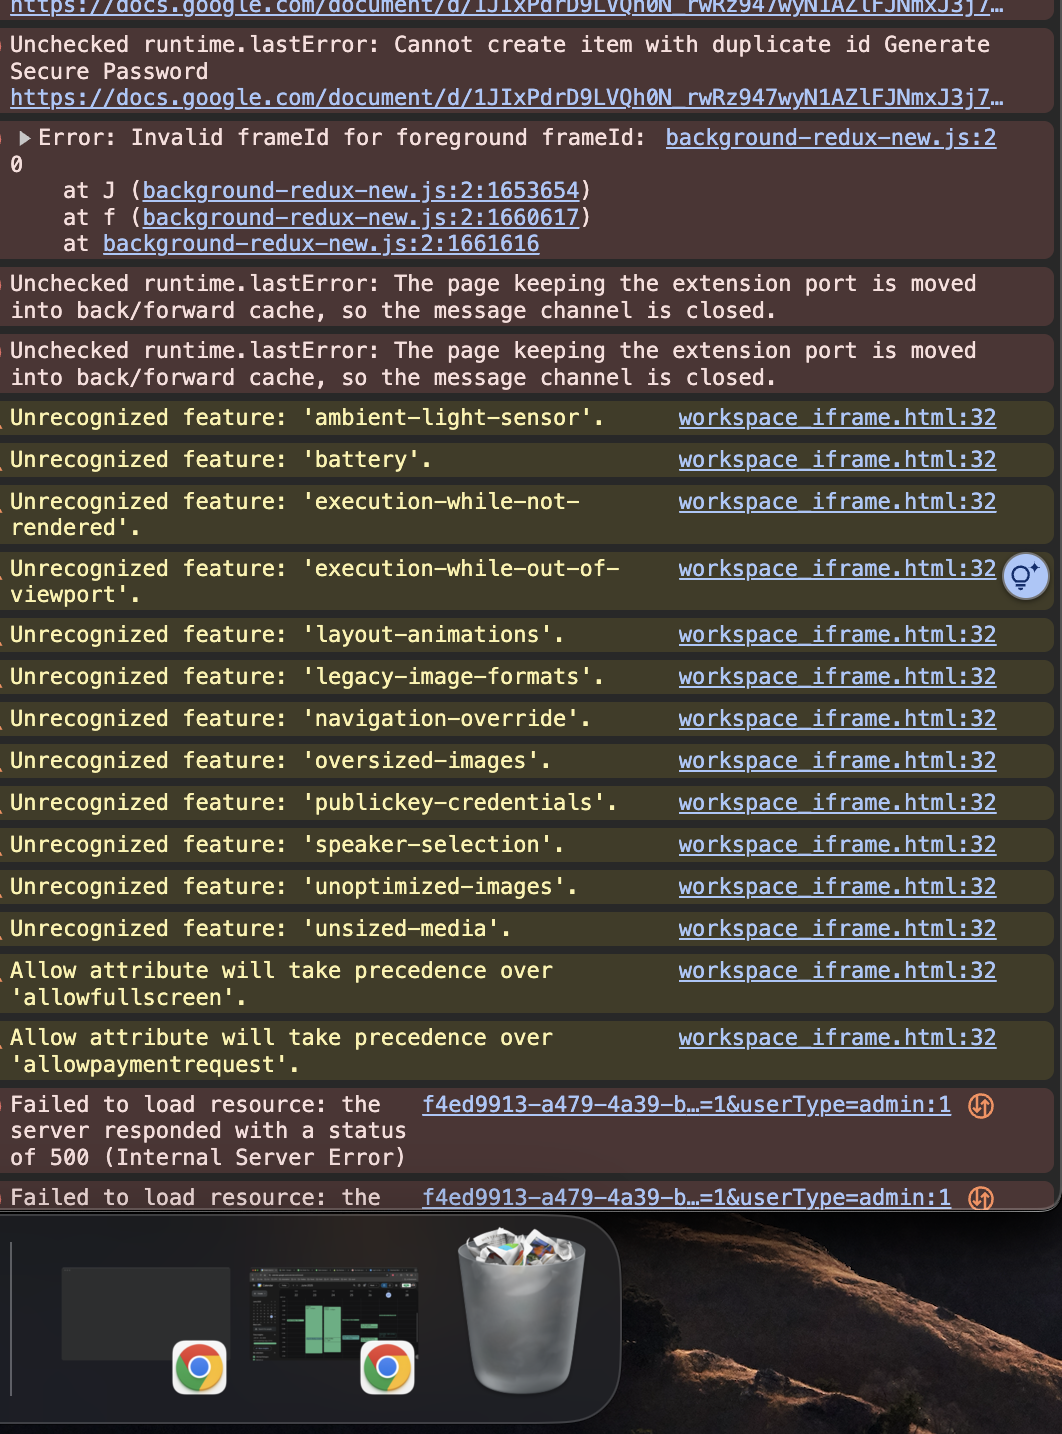 https://docs.google.com/document/d/1JIxPdrD9LVQh0N_rwRz947wyN1AZlFJNmxJ3j7…
Unchecked runtime.lastError: Cannot create item with duplicate id Generate
Secure Password
https://docs.google.com/document/d/1JIxPdrD9LVQh0N_rwRz947wyN1AZlFJNmxJ3j7…
Error: Invalid frameId for foreground frameId: background-redux-new.js:2
0
at J (background-redux-new.js:2:1653654)
at f (background-redux-new.js:2:1660617)
at background-redux-new.js:2:1661616
Unchecked runtime.lastError: The page keeping the extension port is moved
into back/forward cache, so the message channel is closed.
Unchecked runtime.lastError: The page keeping the extension port is moved
into back/forward cache, so the message channel is closed.
Unrecognized feature: 'ambient-light-sensor'. workspace_iframe.html:32
Unrecognized feature: 'battery'. workspace_iframe.html:32
Unrecognized feature: 'execution-while-not- workspace_iframe.html:32
rendered'.
Unrecognized feature: 'execution-while-out-of- workspace_iframe.html:32
viewport'.
Unrecognized feature: 'layout-animations'. workspace_iframe.html:32
Unrecognized feature: 'legacy-image-formats'. workspace_iframe.html:32
Unrecognized feature: 'navigation-override'. workspace_iframe.html:32
Unrecognized feature: 'oversized-images'. workspace_iframe.html:32
Unrecognized feature: 'publickey-credentials'. workspace_iframe.html:32
Unrecognized feature: 'speaker-selection'. workspace_iframe.html:32
Unrecognized feature: 'unoptimized-images'. workspace_iframe.html:32
Unrecognized feature: 'unsized-media'. workspace_iframe.html:32
Allow attribute will take precedence over workspace_iframe.html:32
'allowfullscreen'.
Allow attribute will take precedence over workspace_iframe.html:32
'allowpaymentrequest'.
Failed to load resource: the f4ed9913-a479-4a39-b…=1&userType=admin:1
server responded with a status
of 500 (Internal Server Error)
Failed to load resource: the f4ed9913-a479-4a39-b…=1&userType=admin:1